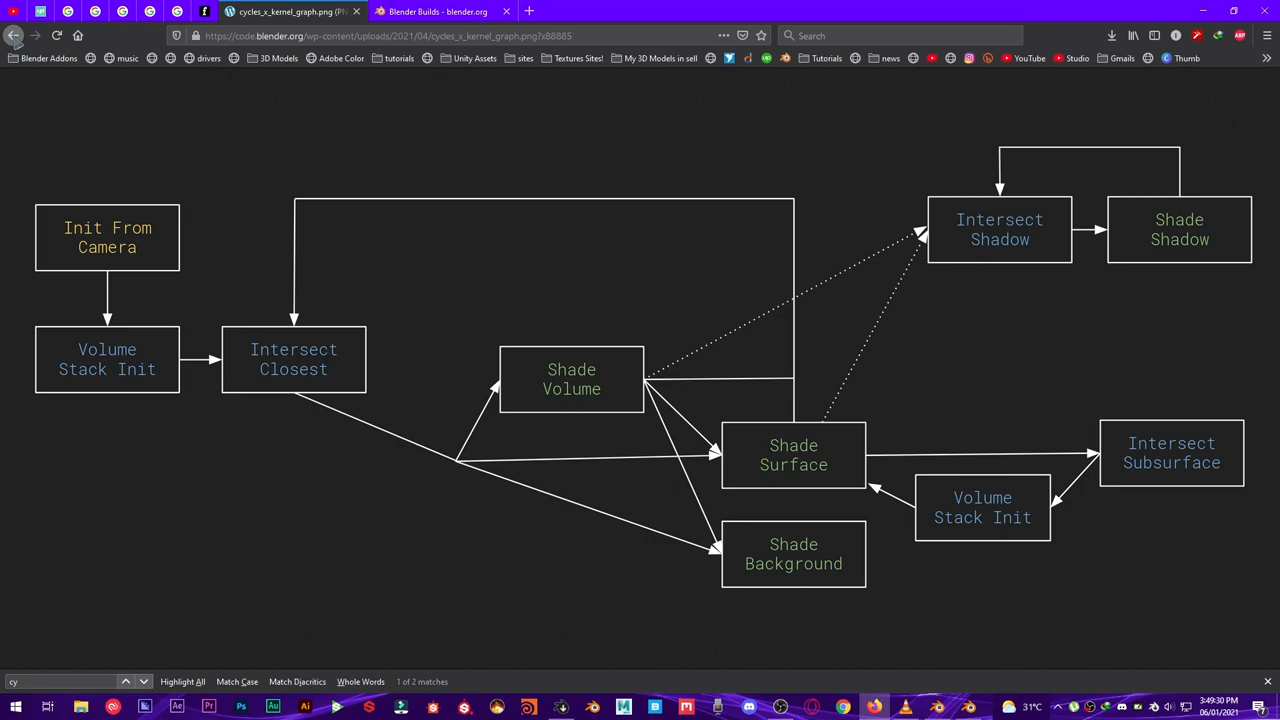 cycles_x_kernel_graph.png (PN
Blender Builds - blender.org
https://code.blender.org/wp-content/uploads/2021/04/cycles_x_kernel_graph.png?x88885
Search
Blender Addons
music
drivers
3D Models
Adobe Color
tutorials
Unity Assets
sites
Textures Sites!
My 3D Models in sell
Tutorials
news
YouTube
Studio
Gmails
Thumb
Init From
Camera
Volume
Stack Init
Intersect
Closest
Shade
Volume
Shade
Surface
Shade
Background
Intersect
Shadow
Shade
Shadow
Intersect
Subsurface
Volume
Stack Init
cy
Highlight All
Match Case
Match Diacritics
Whole Words
1 of 2 matches
31°C
3:49:30 PM
06/01/2021